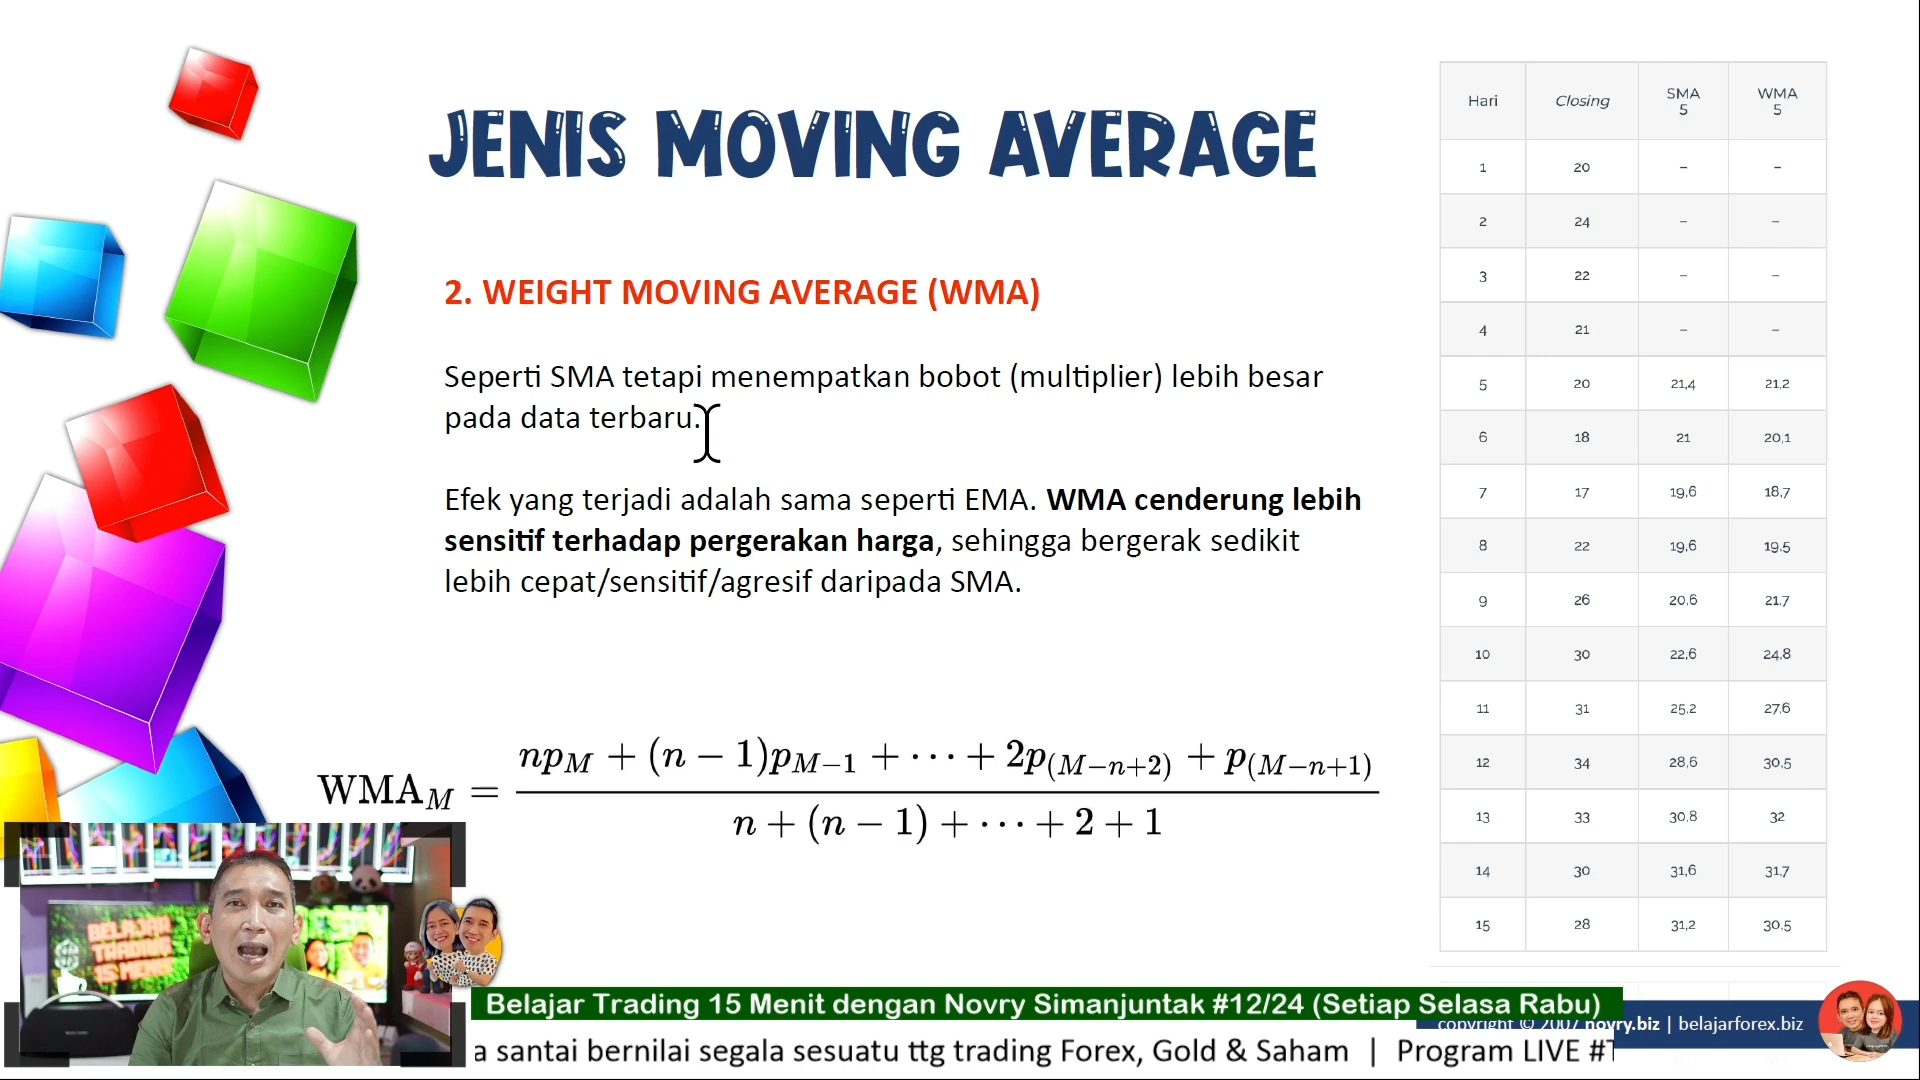 JENIS MOVING AVERAGE
2. WEIGHT MOVING AVERAGE (WMA)
Seperti SMA tetapi menempatkan bobot (multiplier) lebih besar
pada data terbaru.
Efek yang terjadi adalah sama seperti EMA. WMA cenderung lebih
sensitif terhadap pergerakan harga, sehingga bergerak sedikit
lebih cepat/sensitif/agresif daripada SMA.
WMA_M = (np_M + (n − 1)p_{M−1} + ⋯ + 2p_{(M−n+2)} + p_{(M−n+1)}) / (n + (n − 1) + ⋯ + 2 + 1)
Hari Closing SMA 5 WMA 5
1 20 – –
2 24 – –
3 22 – –
4 21 – –
5 20 21,4 21,2
6 18 21 20,1
7 17 19,6 18,7
8 22 19,6 19,5
9 26 20,6 21,7
10 30 22,6 24,8
11 31 25,2 27,6
12 34 28,6 30,5
13 33 30,8 32
14 30 31,6 31,7
15 28 31,2 30,5
BELAJAR
TRADING
15 MENIT
Belajar Trading 15 Menit dengan Novry Simanjuntak #12/24 (Setiap Selasa Rabu)
copyright © 2007 novry.biz | belajarforex.biz
a santai bernilai segala sesuatu ttg trading Forex, Gold & Saham | Program LIVE #T